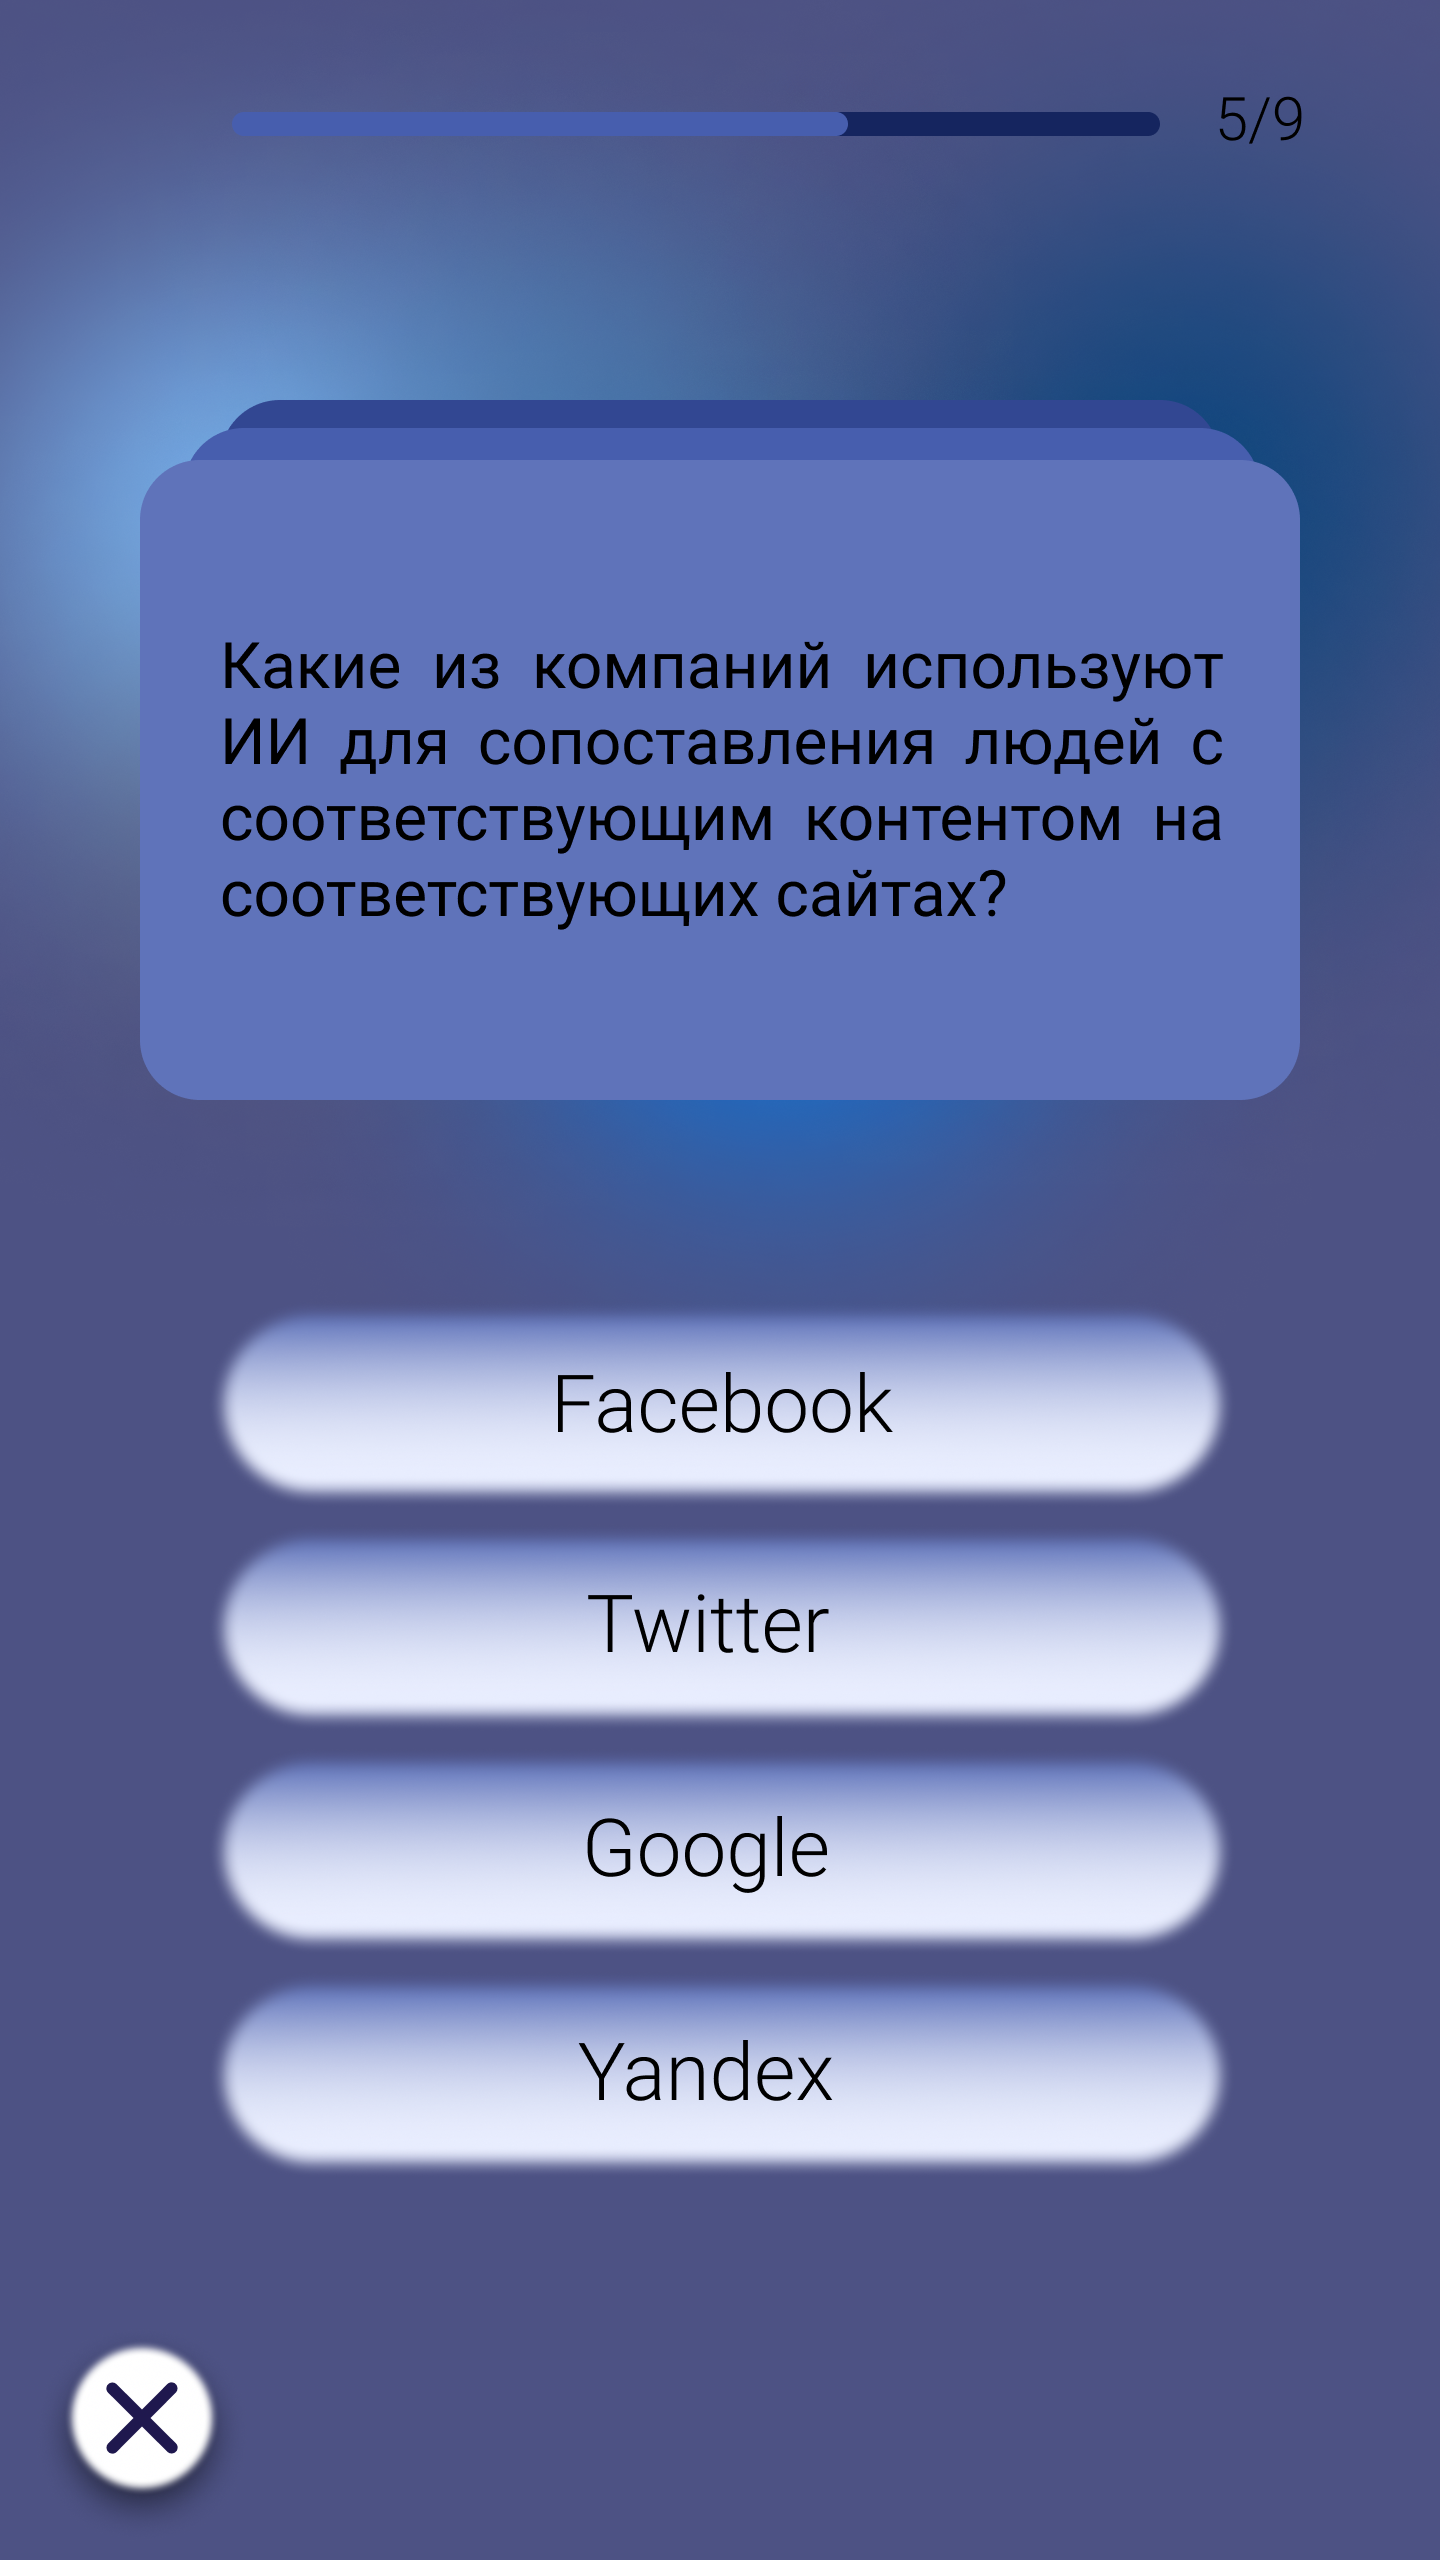 5/9
Какие из компаний используют
ИИ для сопоставления людей с
соответствующим контентом на
соответствующих сайтах?
Facebook
Twitter
Google
Yandex